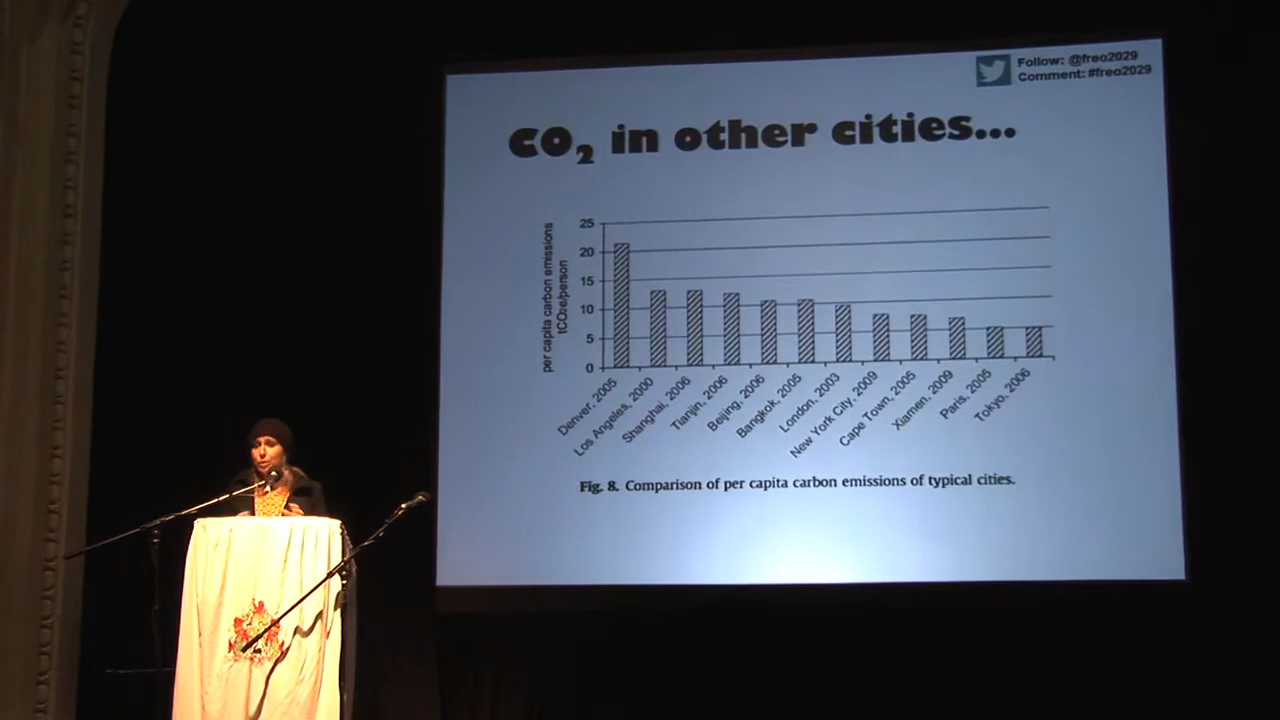 Follow: @freo2029
Comment: #freo2029
CO2 in other cities...
per capita carbon emissions
tCO2e/person
25
20
15
10
5
0
Denver, 2005
Los Angeles, 2000
Shanghai, 2006
Tianjin, 2006
Beijing, 2006
Bangkok, 2005
London, 2003
New York City, 2009
Cape Town, 2005
Xiamen, 2009
Paris, 2005
Tokyo, 2006
Fig. 8. Comparison of per capita carbon emissions of typical cities.